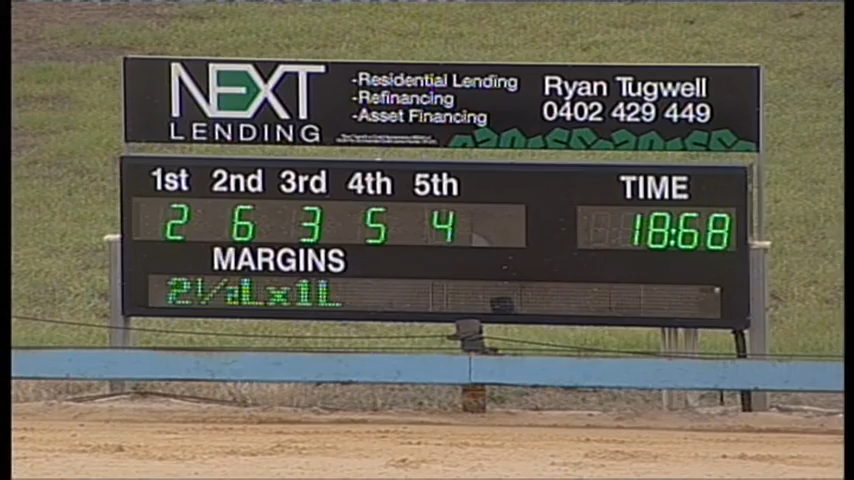 NEXT
LENDING
-Residential Lending
-Refinancing
-Asset Financing
Ryan Tugwell
0402 429 449
1st 2nd 3rd 4th 5th TIME
2 6 3 5 4 18:68
MARGINS
2½Lx1L